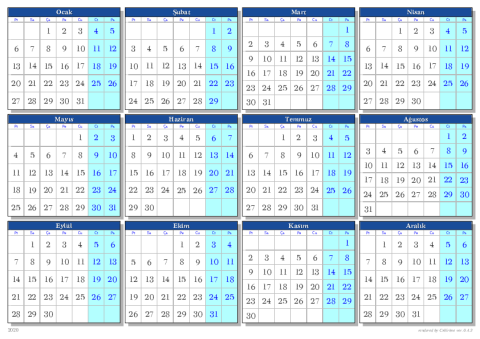 Ocak
Pt Sa Ça Pe Cu Ct Pa
1 2 3 4 5
6 7 8 9 10 11 12
13 14 15 16 17 18 19
20 21 22 23 24 25 26
27 28 29 30 31
Şubat
Pt Sa Ça Pe Cu Ct Pa
1 2
3 4 5 6 7 8 9
10 11 12 13 14 15 16
17 18 19 20 21 22 23
24 25 26 27 28 29
Mart
Pt Sa Ça Pe Cu Ct Pa
1
2 3 4 5 6 7 8
9 10 11 12 13 14 15
16 17 18 19 20 21 22
23 24 25 26 27 28 29
30 31
Nisan
Pt Sa Ça Pe Cu Ct Pa
1 2 3 4 5
6 7 8 9 10 11 12
13 14 15 16 17 18 19
20 21 22 23 24 25 26
27 28 29 30
Mayıs
Pt Sa Ça Pe Cu Ct Pa
1 2 3
4 5 6 7 8 9 10
11 12 13 14 15 16 17
18 19 20 21 22 23 24
25 26 27 28 29 30 31
Haziran
Pt Sa Ça Pe Cu Ct Pa
1 2 3 4 5 6 7
8 9 10 11 12 13 14
15 16 17 18 19 20 21
22 23 24 25 26 27 28
29 30
Temmuz
Pt Sa Ça Pe Cu Ct Pa
1 2 3 4 5
6 7 8 9 10 11 12
13 14 15 16 17 18 19
20 21 22 23 24 25 26
27 28 29 30 31
Ağustos
Pt Sa Ça Pe Cu Ct Pa
1 2
3 4 5 6 7 8 9
10 11 12 13 14 15 16
17 18 19 20 21 22 23
24 25 26 27 28 29 30
31
Eylül
Pt Sa Ça Pe Cu Ct Pa
1 2 3 4 5 6
7 8 9 10 11 12 13
14 15 16 17 18 19 20
21 22 23 24 25 26 27
28 29 30
Ekim
Pt Sa Ça Pe Cu Ct Pa
1 2 3 4
5 6 7 8 9 10 11
12 13 14 15 16 17 18
19 20 21 22 23 24 25
26 27 28 29 30 31
Kasım
Pt Sa Ça Pe Cu Ct Pa
1
2 3 4 5 6 7 8
9 10 11 12 13 14 15
16 17 18 19 20 21 22
23 24 25 26 27 28 29
30
Aralık
Pt Sa Ça Pe Cu Ct Pa
1 2 3 4 5 6
7 8 9 10 11 12 13
14 15 16 17 18 19 20
21 22 23 24 25 26 27
28 29 30 31
2020